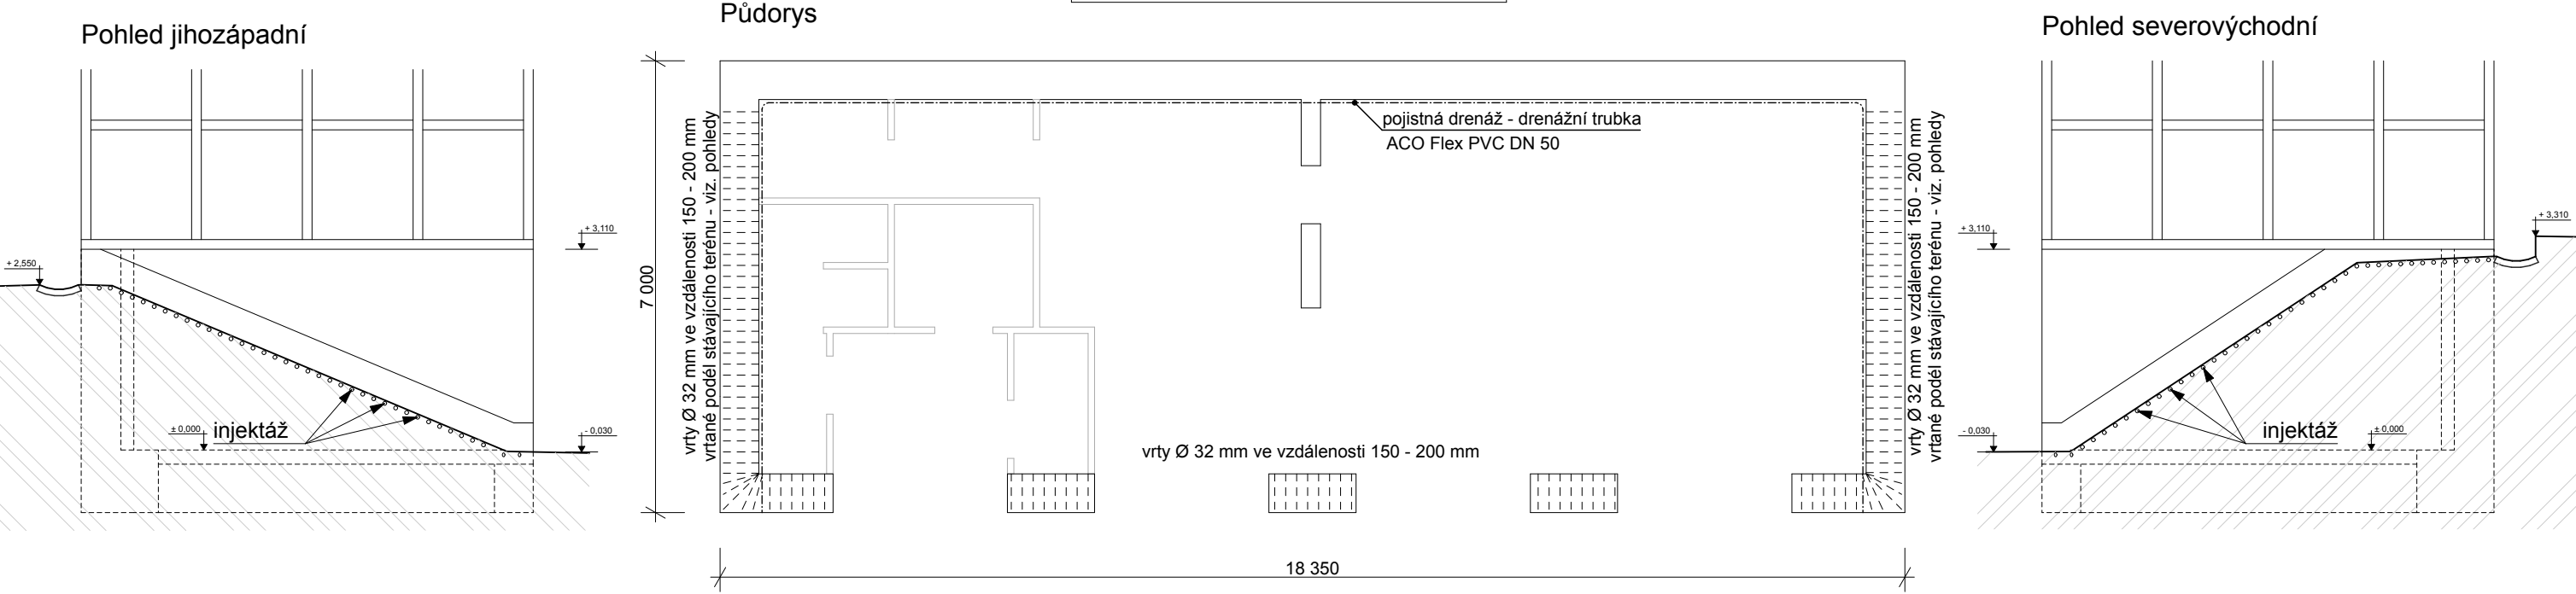 Pohled jihozápadní
+ 3,110
+ 2,550
± 0,000
injektáž
- 0,030
Půdorys
7 000
vrty Ø 32 mm ve vzdálenosti 150 - 200 mm
vrtané podél stávajícího terénu - viz. pohledy
pojistná drenáž - drenážní trubka
ACO Flex PVC DN 50
vrty Ø 32 mm ve vzdálenosti 150 - 200 mm
vrty Ø 32 mm ve vzdálenosti 150 - 200 mm
vrtané podél stávajícího terénu - viz. pohledy
18 350
Pohled severovýchodní
+ 3,310
+ 3,110
- 0,030
injektáž
± 0,000